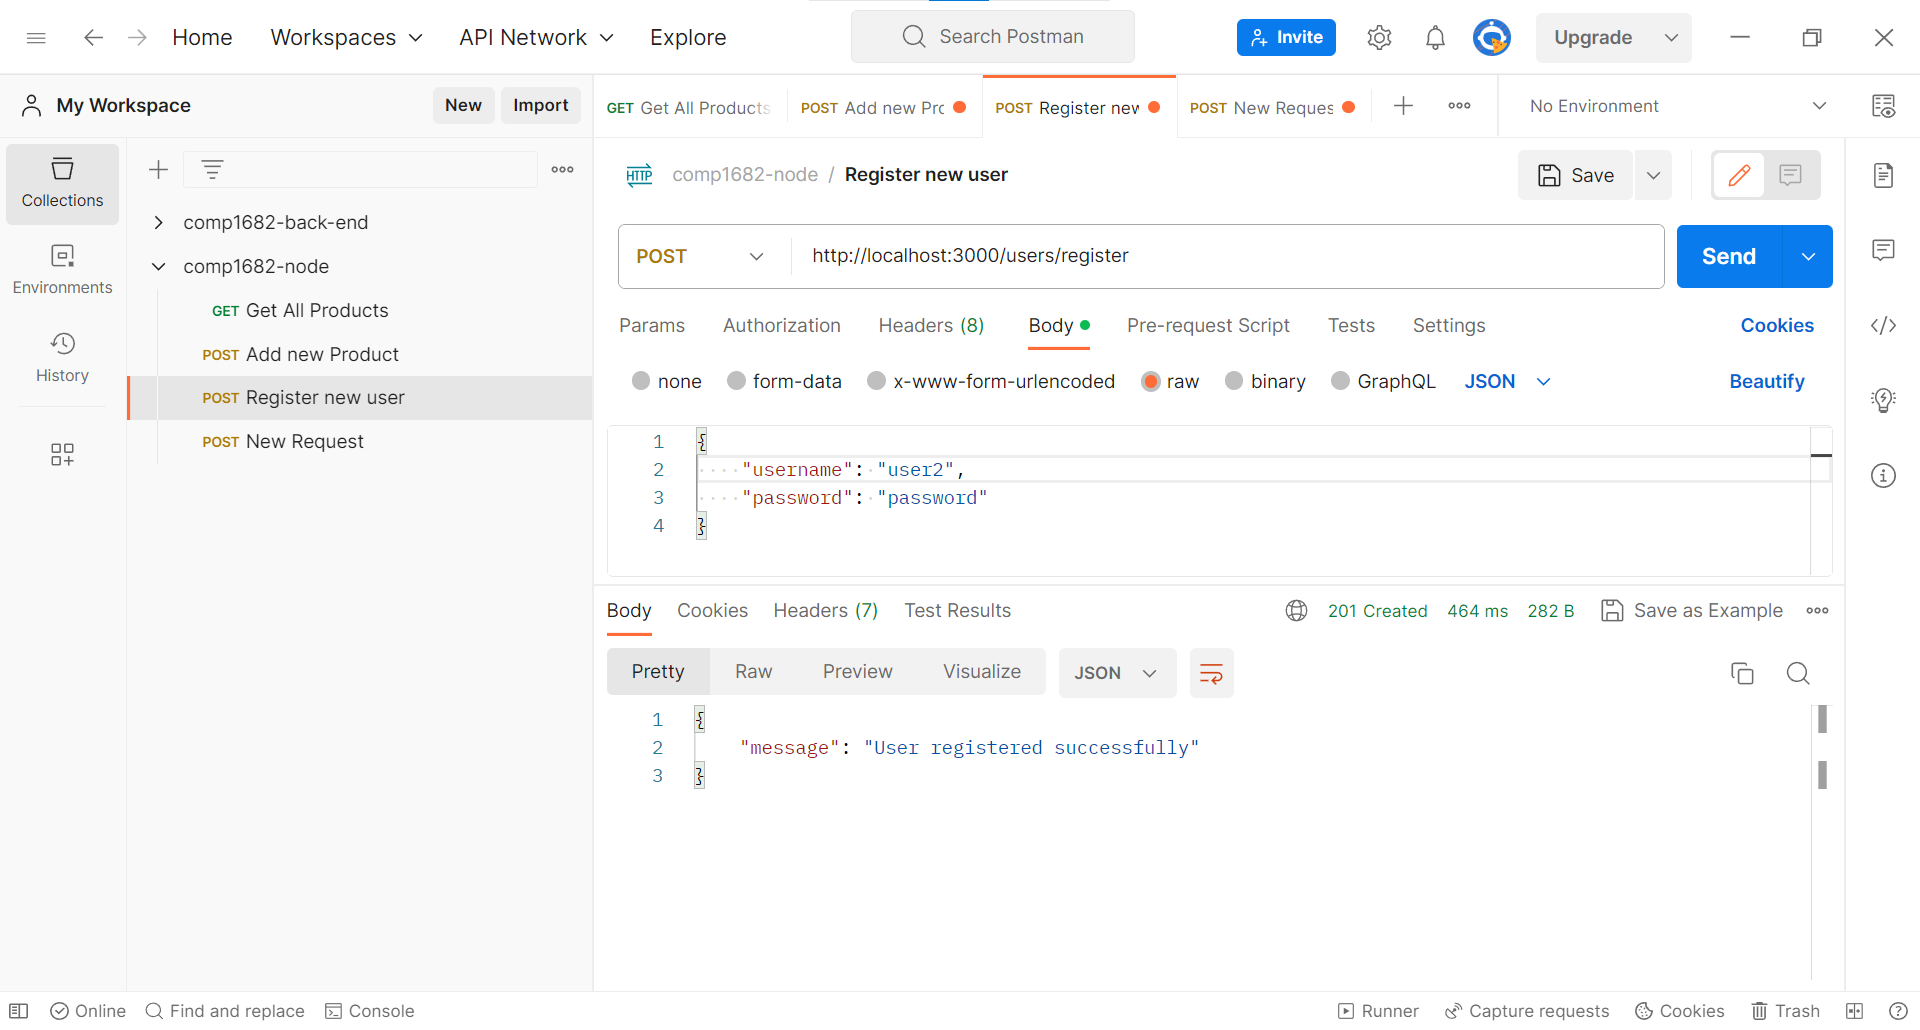 Home Workspaces API Network Explore Search Postman Invite Upgrade
My Workspace New Import GET Get All Products POST Add new Prc POST Register nev POST New Reques No Environment
comp1682-node / Register new user Save
Collections
comp1682-back-end
comp1682-node
GET Get All Products
POST Add new Product
POST Register new user
POST New Request
Environments
History
POST http://localhost:3000/users/register Send
Params Authorization Headers (8) Body Pre-request Script Tests Settings Cookies
none form-data x-www-form-urlencoded raw binary GraphQL JSON Beautify
1 {
2 "username": "user2",
3 "password": "password"
4 }
Body Cookies Headers (7) Test Results 201 Created 464 ms 282 B Save as Example
Pretty Raw Preview Visualize JSON
1 {
2 "message": "User registered successfully"
3 }
Online Find and replace Console Runner Capture requests Cookies Trash